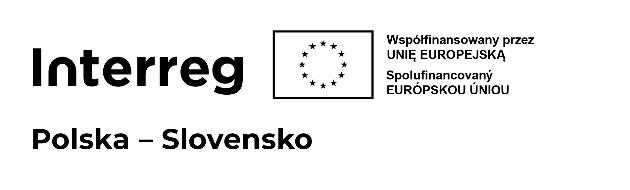 Interreg
Współfinansowany przez
UNIĘ EUROPEJSKĄ
Spolufinancovaný
EURÓPSKOU ÚNIOU
Polska – Slovensko